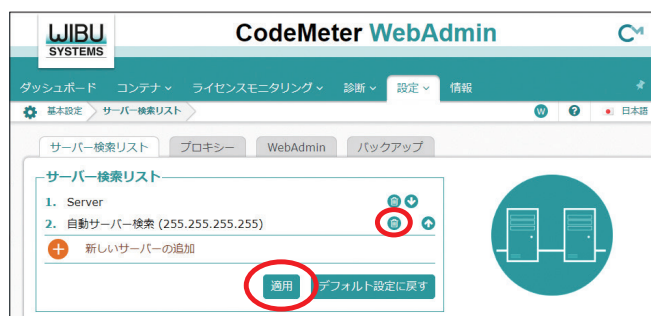 WIBU
SYSTEMS
CodeMeter WebAdmin
ダッシュボード コンテナ ライセンスモニタリング 診断 設定 情報
基本設定 サーバー検索リスト W ? 日本語
サーバー検索リスト プロキシー WebAdmin バックアップ
サーバー検索リスト
1. Server
2. 自動サーバー検索 (255.255.255.255)
新しいサーバーの追加
適用 デフォルト設定に戻す